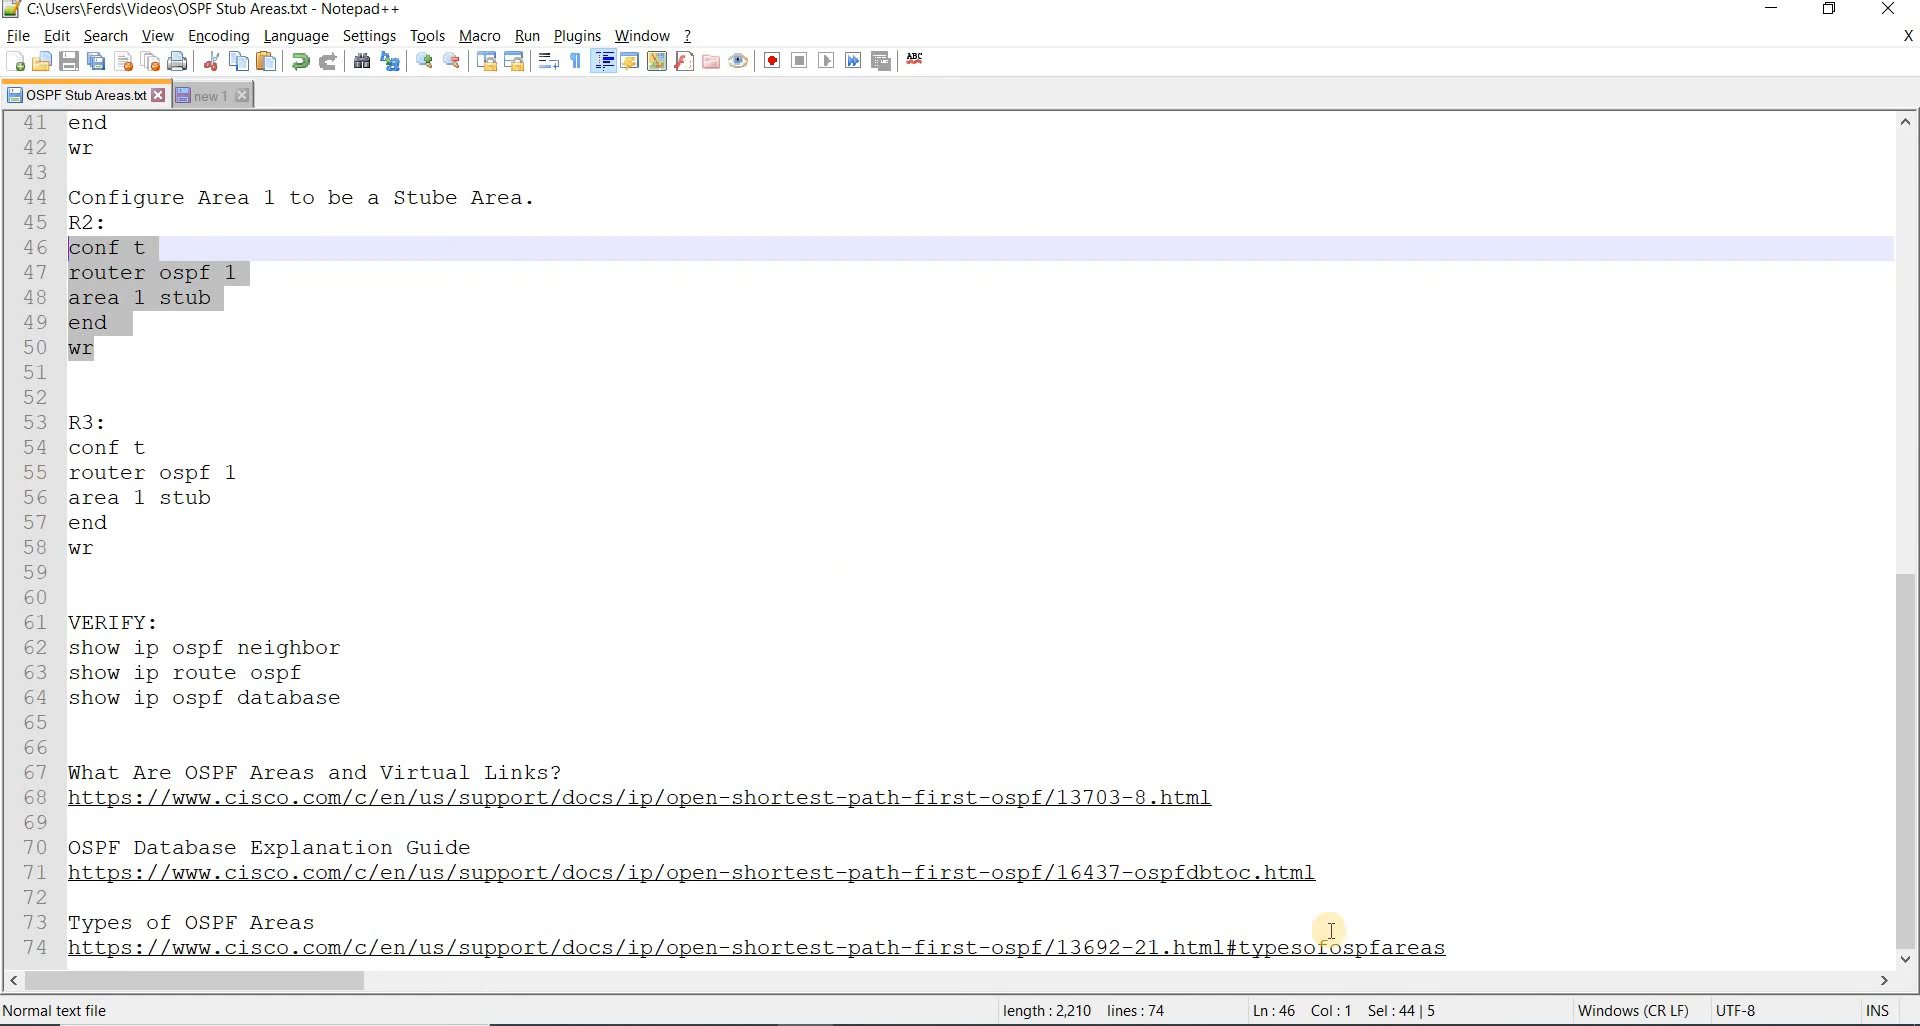 C:\Users\Ferds\Videos\OSPF Stub Areas.txt - Notepad++
File Edit Search View Encoding Language Settings Tools Macro Run Plugins Window ? X
ABC
OSPF Stub Areas.txt new 1
41 end
42 wr
43
44 Configure Area 1 to be a Stube Area.
45 R2:
46 conf t
47 router ospf 1
48 area 1 stub
49 end
50 wr
51
52
53 R3:
54 conf t
55 router ospf 1
56 area 1 stub
57 end
58 wr
59
60
61 VERIFY:
62 show ip ospf neighbor
63 show ip route ospf
64 show ip ospf database
65
66
67 What Are OSPF Areas and Virtual Links?
68 https://www.cisco.com/c/en/us/support/docs/ip/open-shortest-path-first-ospf/13703-8.html
69
70 OSPF Database Explanation Guide
71 https://www.cisco.com/c/en/us/support/docs/ip/open-shortest-path-first-ospf/16437-ospfdbtoc.html
72
73 Types of OSPF Areas
74 https://www.cisco.com/c/en/us/support/docs/ip/open-shortest-path-first-ospf/13692-21.html#typesofospfareas
Normal text file length : 2,210 lines : 74 Ln : 46 Col : 1 Sel : 44 | 5 Windows (CR LF) UTF-8 INS